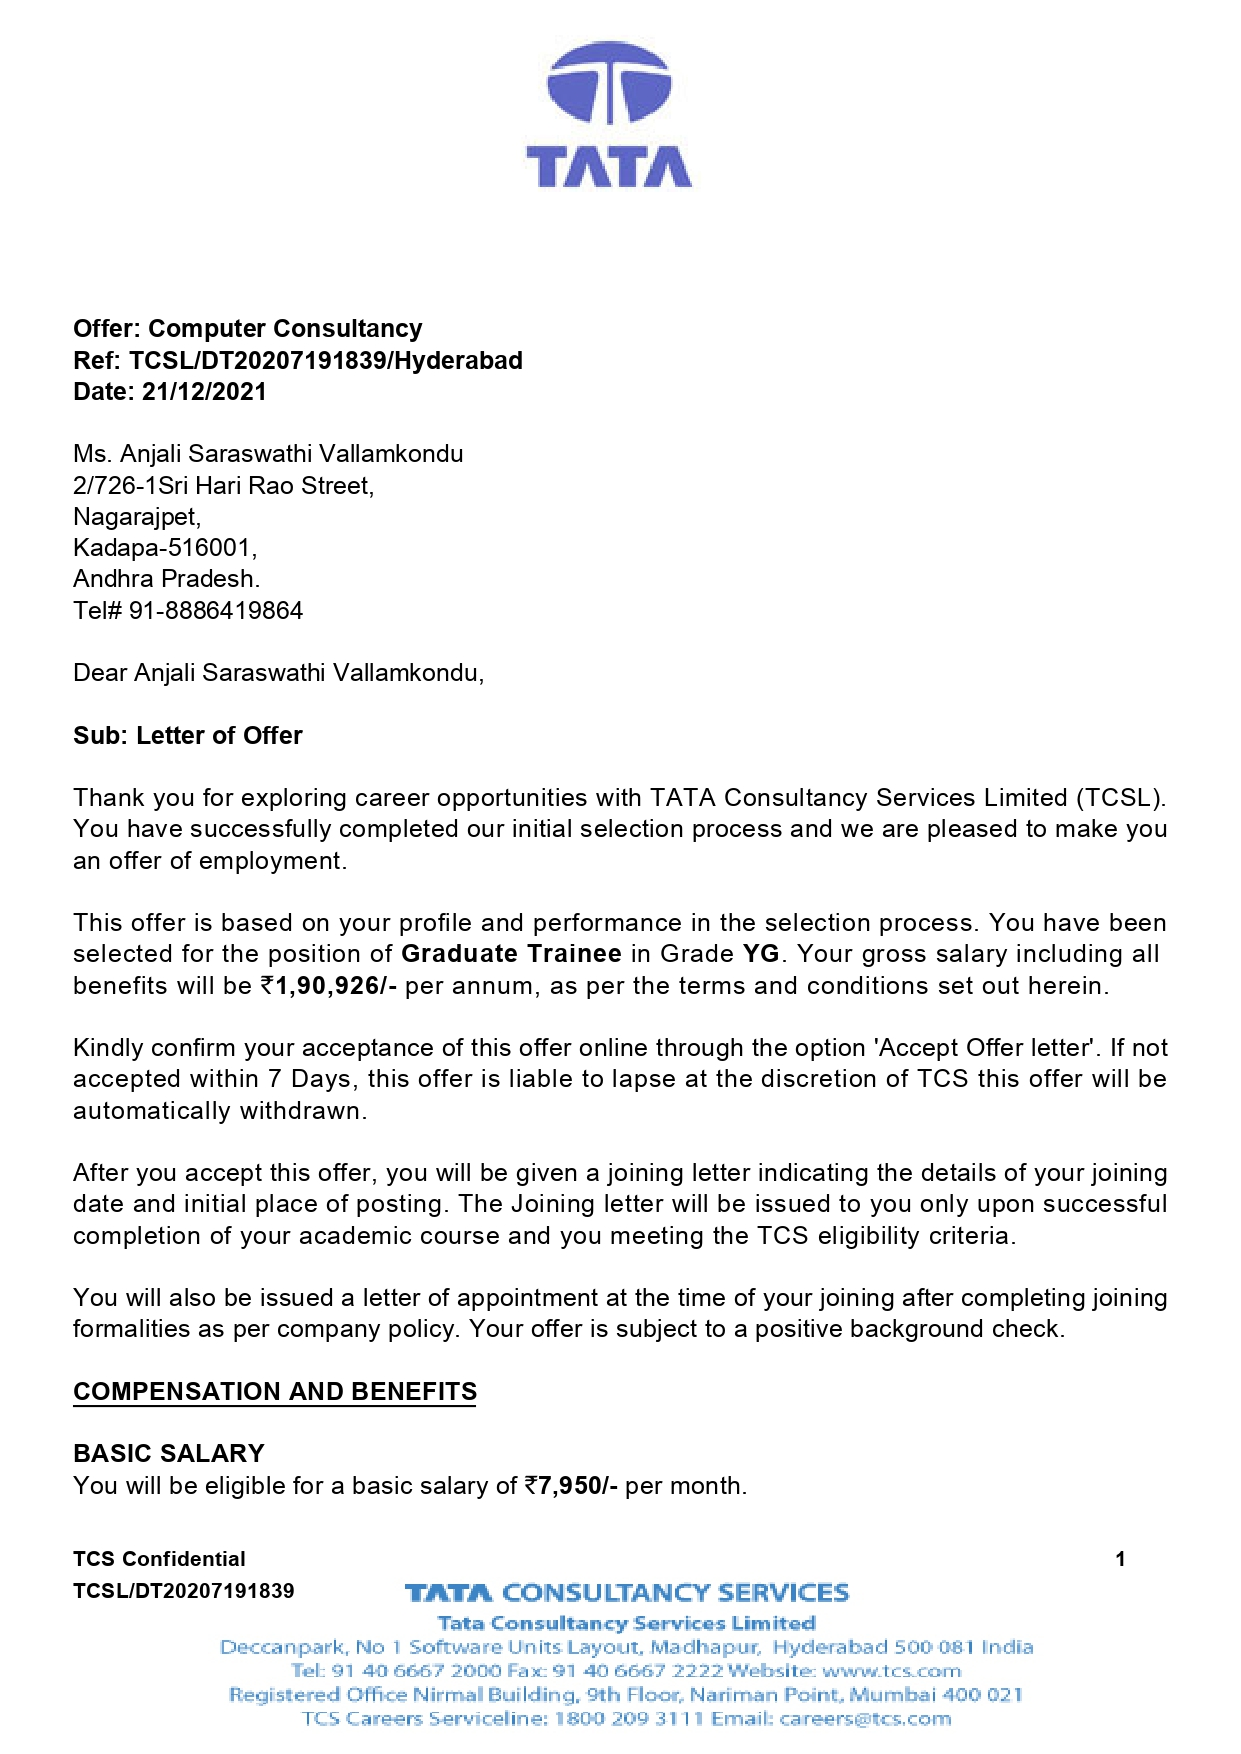 TATA
Offer: Computer Consultancy
Ref: TCSL/DT20207191839/Hyderabad
Date: 21/12/2021
Ms. Anjali Saraswathi Vallamkondu
2/726-1Sri Hari Rao Street,
Nagarajpet,
Kadapa-516001,
Andhra Pradesh.
Tel# 91-8886419864
Dear Anjali Saraswathi Vallamkondu,
Sub: Letter of Offer
Thank you for exploring career opportunities with TATA Consultancy Services Limited (TCSL).
You have successfully completed our initial selection process and we are pleased to make you
an offer of employment.
This offer is based on your profile and performance in the selection process. You have been
selected for the position of Graduate Trainee in Grade YG. Your gross salary including all
benefits will be ₹1,90,926/- per annum, as per the terms and conditions set out herein.
Kindly confirm your acceptance of this offer online through the option 'Accept Offer letter'. If not
accepted within 7 Days, this offer is liable to lapse at the discretion of TCS this offer will be
automatically withdrawn.
After you accept this offer, you will be given a joining letter indicating the details of your joining
date and initial place of posting. The Joining letter will be issued to you only upon successful
completion of your academic course and you meeting the TCS eligibility criteria.
You will also be issued a letter of appointment at the time of your joining after completing joining
formalities as per company policy. Your offer is subject to a positive background check.
COMPENSATION AND BENEFITS
BASIC SALARY
You will be eligible for a basic salary of ₹7,950/- per month.
TCS Confidential 1
TCSL/DT20207191839
TATA CONSULTANCY SERVICES
Tata Consultancy Services Limited
Deccanpark, No 1 Software Units Layout, Madhapur, Hyderabad 500 081 India
Tel: 91 40 6667 2000 Fax: 91 40 6667 2222 Website: www.tcs.com
Registered Office Nirmal Building, 9th Floor, Nariman Point, Mumbai 400 021
TCS Careers Serviceline: 1800 209 3111 Email: careers@tcs.com